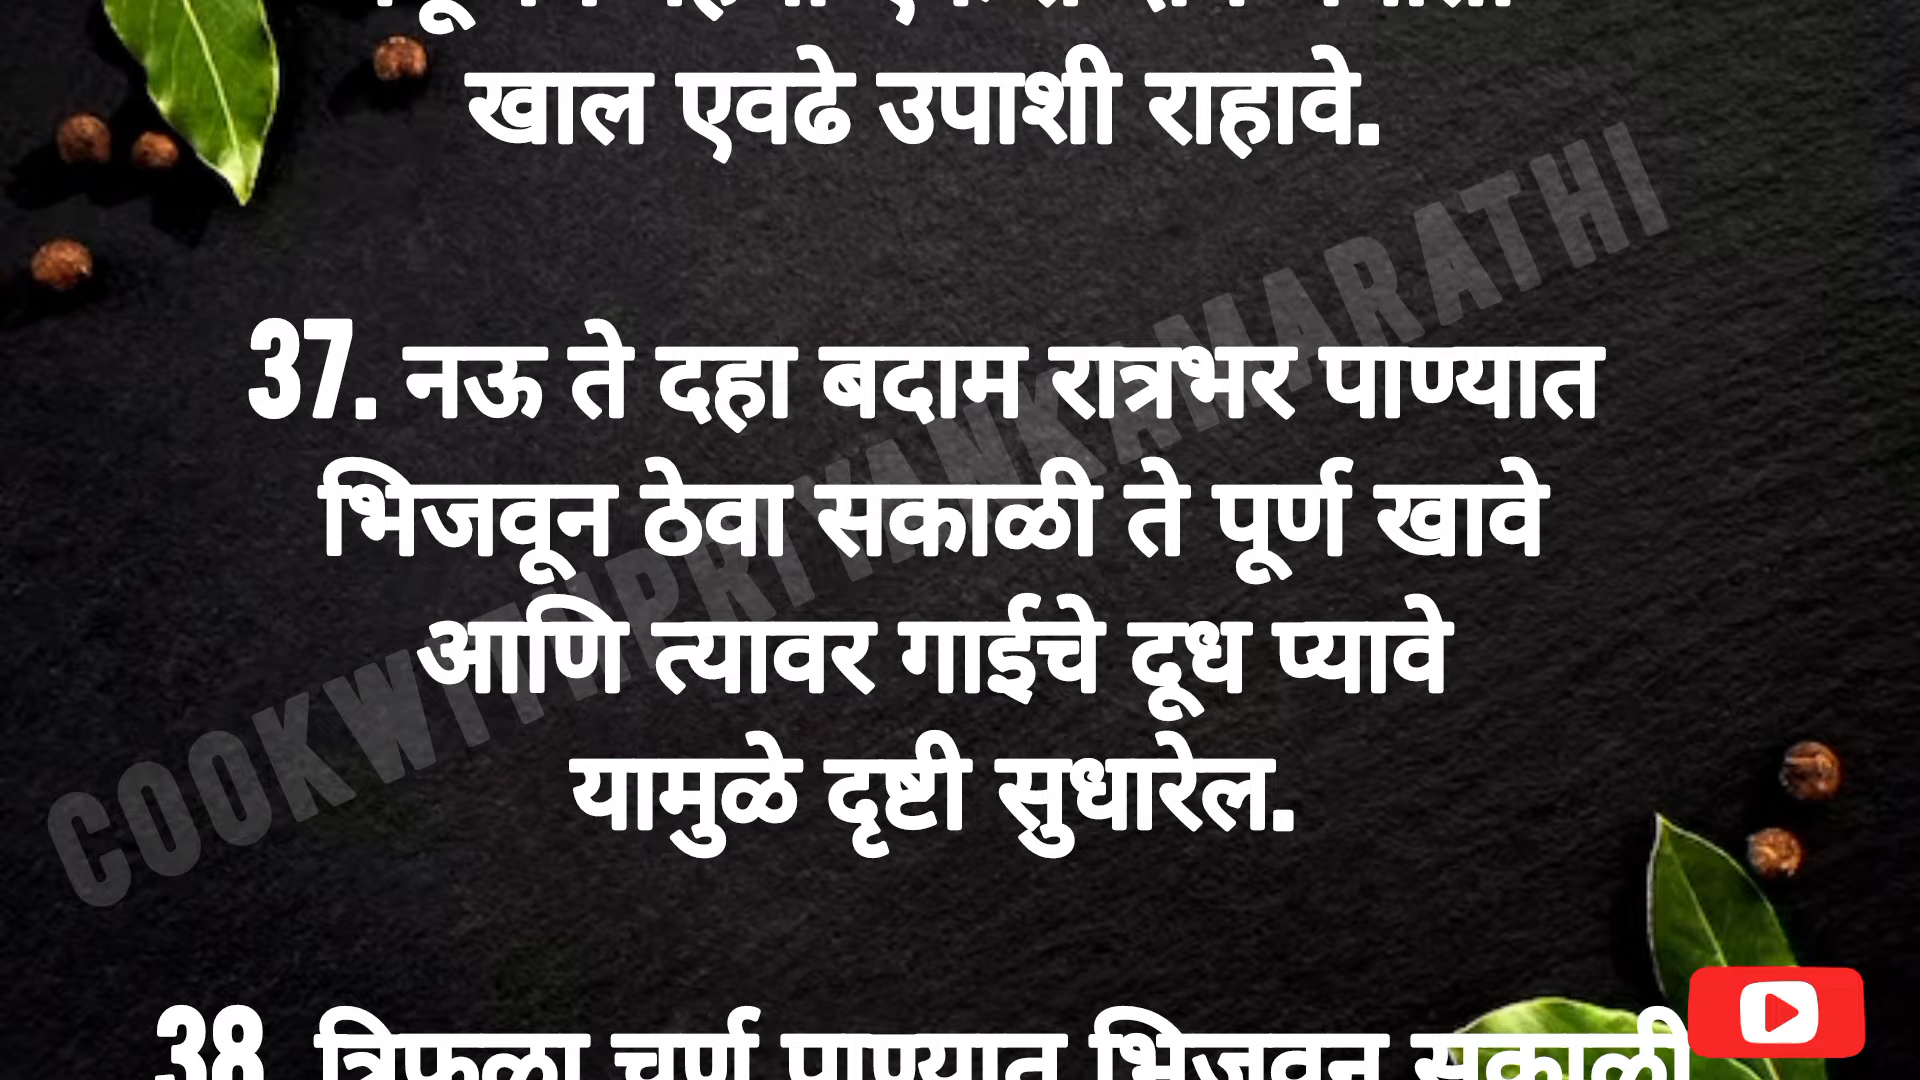 खाल एवढे उपाशी राहावे.
37. नऊ ते दहा बदाम रात्रभर पाण्यात
भिजवून ठेवा सकाळी ते पूर्ण खावे
आणि त्यावर गाईचे दूध प्यावे
यामुळे दृष्टी सुधारेल.
38. त्रिफळा चूर्ण पाण्यात भिजवून सकाळी
COOKWITHPRIYANKAMARATHI